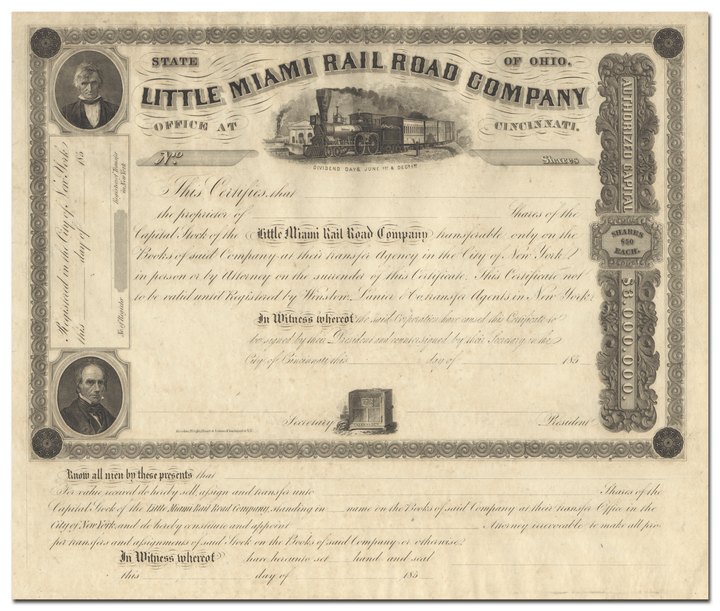 STATE OF OHIO.
LITTLE MIAMI RAIL ROAD COMPANY
OFFICE AT CINCINNATI.
DIVIDEND DAYS JUNE 1st & DECR 1st
No Shares
This Certifies, that
the proprietor of Shares of the
Capital Stock of the Little Miami Rail Road Company transferable only on the
Books of said Company at their transfer Agency in the City of New York
in person or by Attorney on the surrender of this Certificate. This Certificate not
to be valid until Registered by Winslow, Lanier & Co transfer Agents in New York.
In Witness whereof the said Corporation have caused this Certificate to
be signed by their President and countersigned by their Secretary in the
City of Cincinnati this day of 185
Secretary President
Registered in the City of New York
this day of 185
Register of Transfer
in New York
No of Register
AUTHORIZED CAPITAL
SHARES
$50
EACH.
$3,000,000.
Know all men by these presents that
For value received do hereby sell, assign and transfer unto Shares of the
Capital Stock of the Little Miami Rail Road Company, standing in name on the Books of said Company at their transfer Office in the
City of New York and do hereby constitute and appoint Attorney irrevocable to make all pro
per transfers and assignments of said Stock on the Books of said Company or otherwise.
In Witness whereof have hereunto set hand and seal
this day of 185